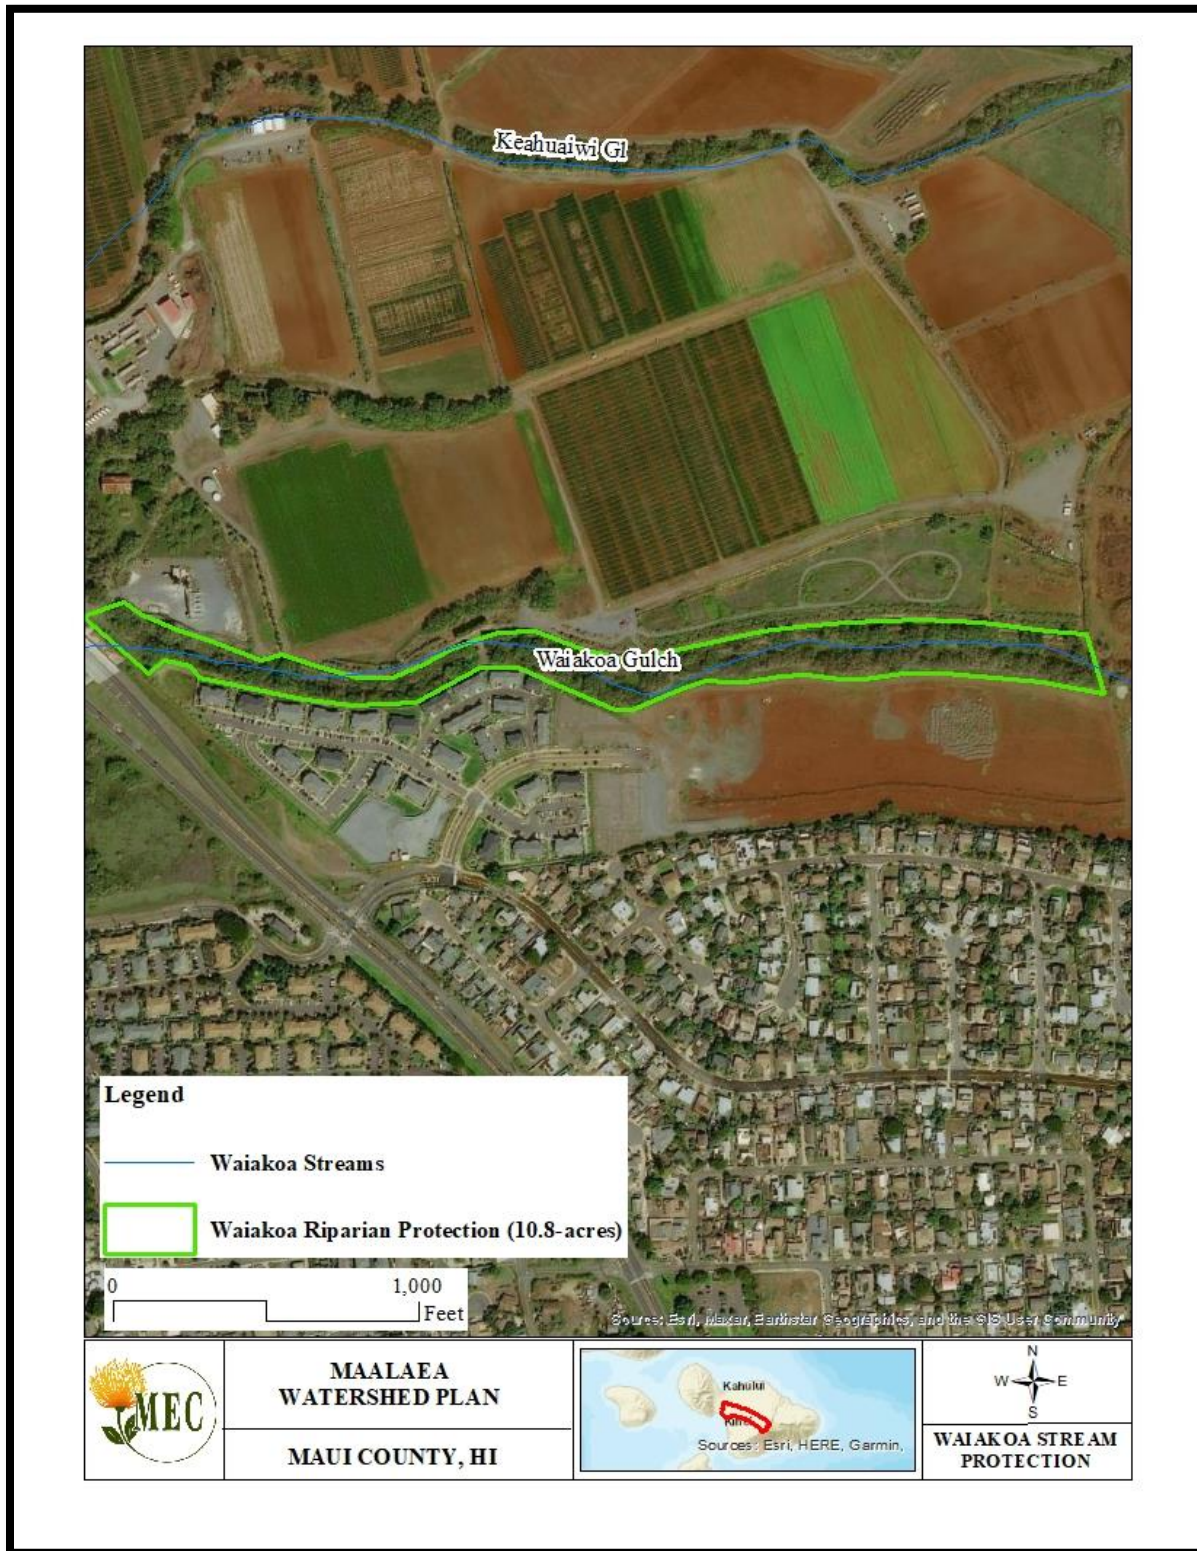 Keahuaiwi Gl
Waiakoa Gulch
Legend
Waiakoa Streams
Waiakoa Riparian Protection (10.8-acres)
0 1,000
Feet
Source: Esri, Maxar, Earthstar Geographics, and the GIS User Community
MEC
MAALAEA
WATERSHED PLAN
MAUI COUNTY, HI
Kahului
Kihei
Sources: Esri, HERE, Garmin,
N
W E
S
WAIAKOA STREAM
PROTECTION